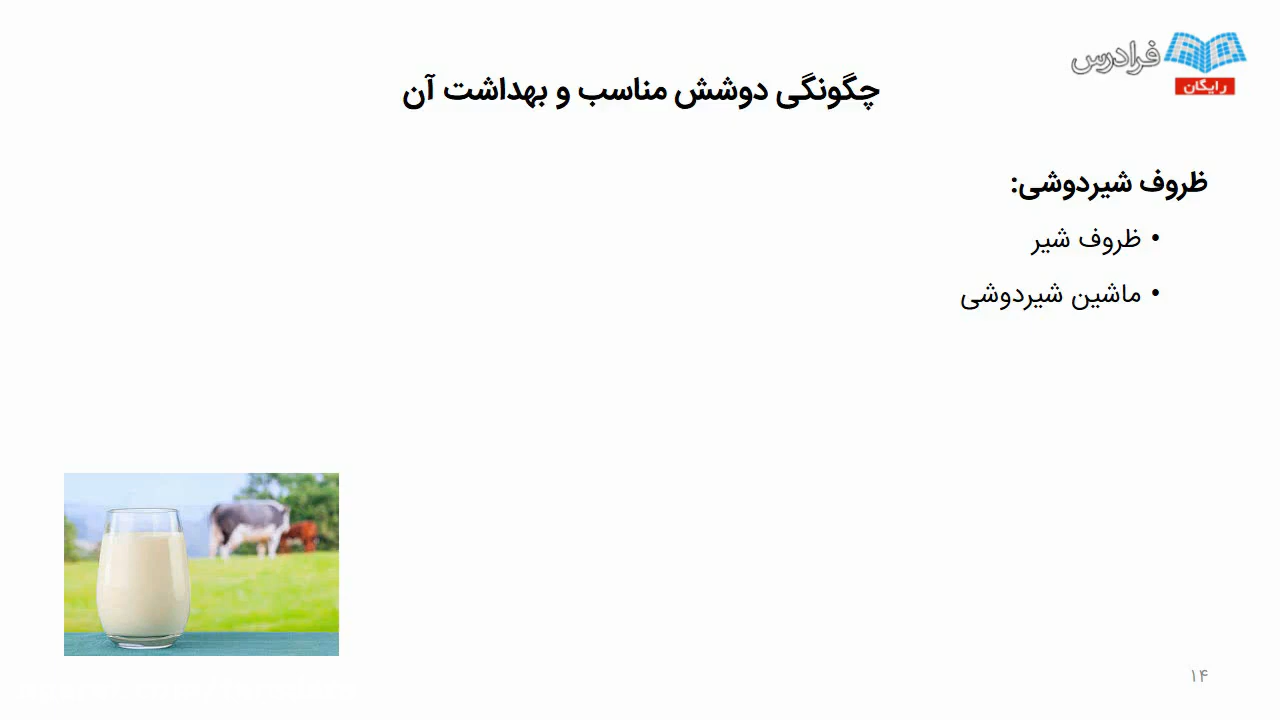 فرادرس
رایگان
چگونگی دوشش مناسب و بهداشت آن
ظروف شیردوشی:
• ظروف شیر
• ماشین شیردوشی
۱۴